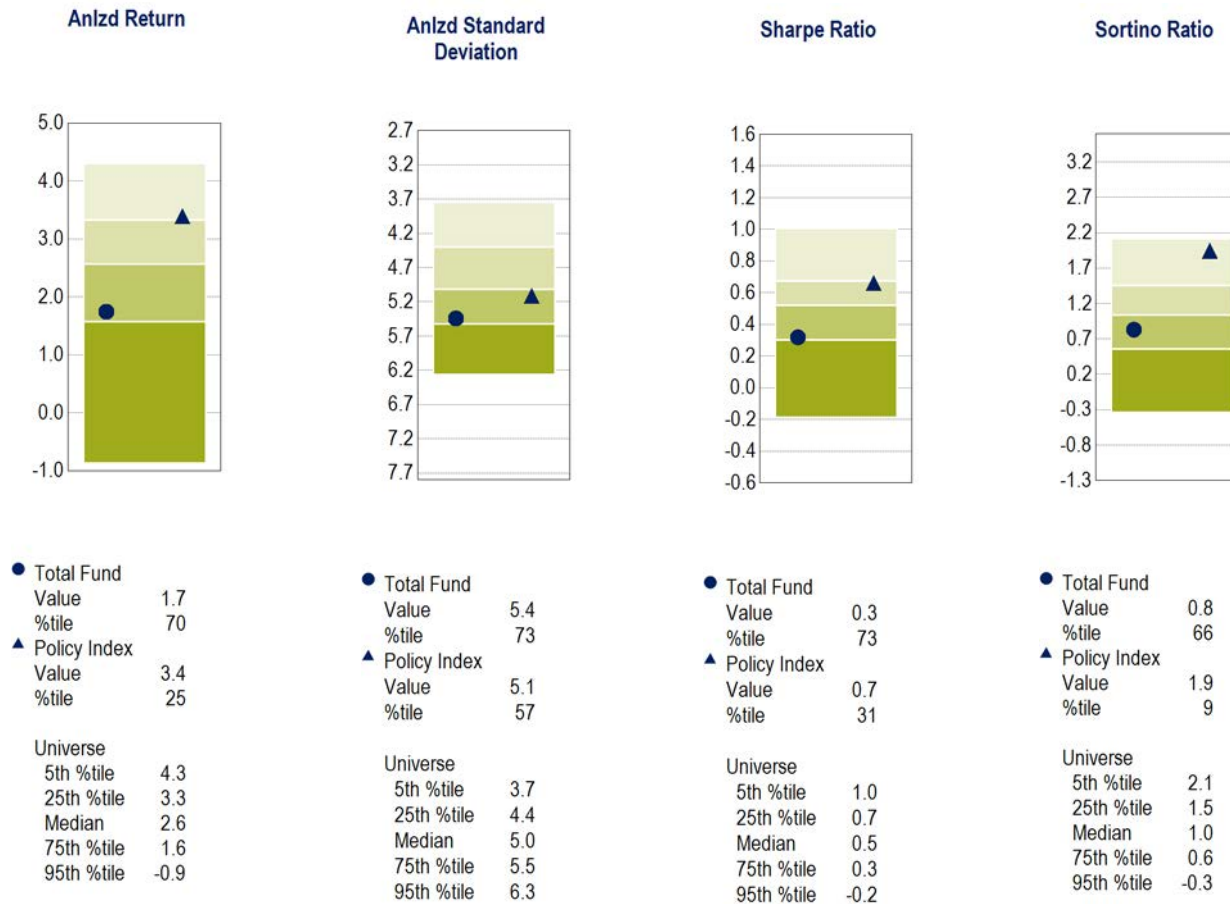 Anlzd Return
5.0
4.0
3.0
2.0
1.0
0.0
-1.0
Total Fund
Value 1.7
%tile 70
Policy Index
Value 3.4
%tile 25
Universe
5th %tile 4.3
25th %tile 3.3
Median 2.6
75th %tile 1.6
95th %tile -0.9
Anlzd Standard
Deviation
2.7
3.2
3.7
4.2
4.7
5.2
5.7
6.2
6.7
7.2
7.7
Total Fund
Value 5.4
%tile 73
Policy Index
Value 5.1
%tile 57
Universe
5th %tile 3.7
25th %tile 4.4
Median 5.0
75th %tile 5.5
95th %tile 6.3
Sharpe Ratio
1.6
1.4
1.2
1.0
0.8
0.6
0.4
0.2
0.0
-0.2
-0.4
-0.6
Total Fund
Value 0.3
%tile 73
Policy Index
Value 0.7
%tile 31
Universe
5th %tile 1.0
25th %tile 0.7
Median 0.5
75th %tile 0.3
95th %tile -0.2
Sortino Ratio
3.2
2.7
2.2
1.7
1.2
0.7
0.2
-0.3
-0.8
-1.3
Total Fund
Value 0.8
%tile 66
Policy Index
Value 1.9
%tile 9
Universe
5th %tile 2.1
25th %tile 1.5
Median 1.0
75th %tile 0.6
95th %tile -0.3